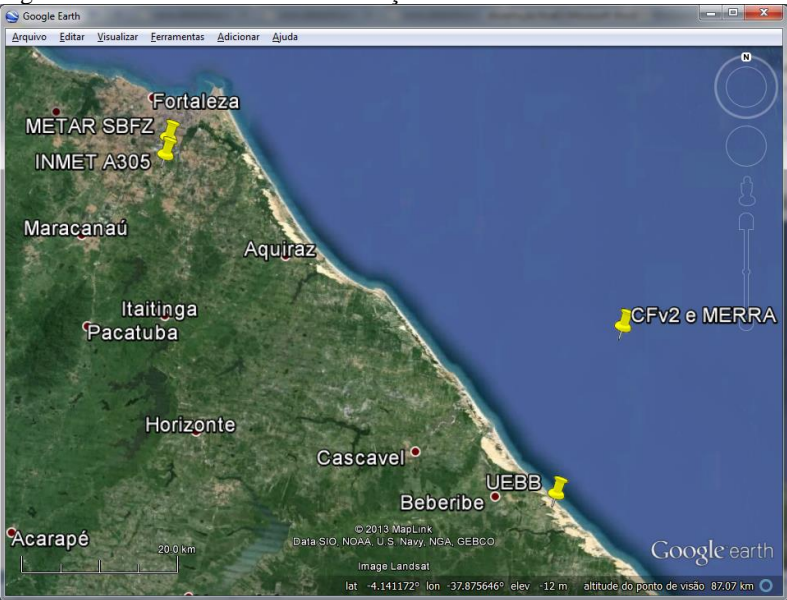 Google Earth
Arquivo Editar Visualizar Ferramentas Adicionar Ajuda
N
Fortaleza
METAR SBFZ
INMET A305
Maracanaú
Aquiraz
Itaitinga
CFv2 e MERRA
Pacatuba
Horizonte
Cascavel
UEBB
Beberibe
© 2013 MapLink
Acarapé
Data SIO, NOAA, U.S. Navy, NGA, GEBCO
20.0 km
Google earth
Image Landsat
lat -4.141172° lon -37.875646° elev -12 m altitude do ponto de visão 87.07 km